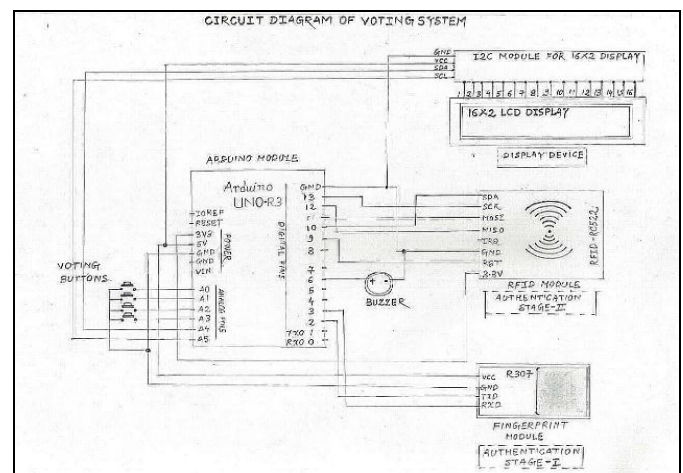 CIRCUIT DIAGRAM OF VOTING SYSTEM
GND
VCC
SDA
SCL
I2C MODULE FOR 16X2 DISPLAY
1 2 3 4 5 6 7 8 9 10 11 12 13 14 15 16
16X2 LCD DISPLAY
DISPLAY DEVICE
ARDUINO MODULE
Arduino
UNO-R3
IOREF
RESET
3V3
5V
GND
GND
VIN
POWER
A0
A1
A2
A3
A4
A5
ANALOG PINS
DIGITAL PINS
GND
13
12
11
10
9
8
7
6
5
4
3
2
TX0 1
RX0 0
VOTING
BUTTONS
+ -
BUZZER
SDA
SCK
MOSI
MISO
IRQ
GND
RST
3.3V
RFID-RC522
RFID MODULE
AUTHENTICATION
STAGE-II
VCC
GND
TXD
RXD
R307
FINGERPRINT
MODULE
AUTHENTICATION
STAGE-I